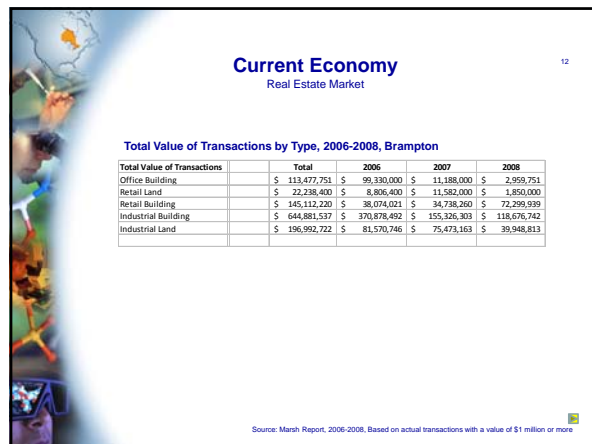 Current Economy
12
Real Estate Market
Total Value of Transactions by Type, 2006-2008, Brampton
Total Value of Transactions Total 2006 2007 2008
Office Building $ 113,477,751 $ 99,330,000 $ 11,188,000 $ 2,959,751
Retail Land $ 22,238,400 $ 8,806,400 $ 11,582,000 $ 1,850,000
Retail Building $ 145,112,220 $ 38,074,021 $ 34,738,260 $ 72,299,939
Industrial Building $ 644,881,537 $ 370,878,492 $ 155,326,303 $ 118,676,742
Industrial Land $ 196,992,722 $ 81,570,746 $ 75,473,163 $ 39,948,813
Source: Marsh Report, 2006-2008, Based on actual transactions with a value of $1 million or more